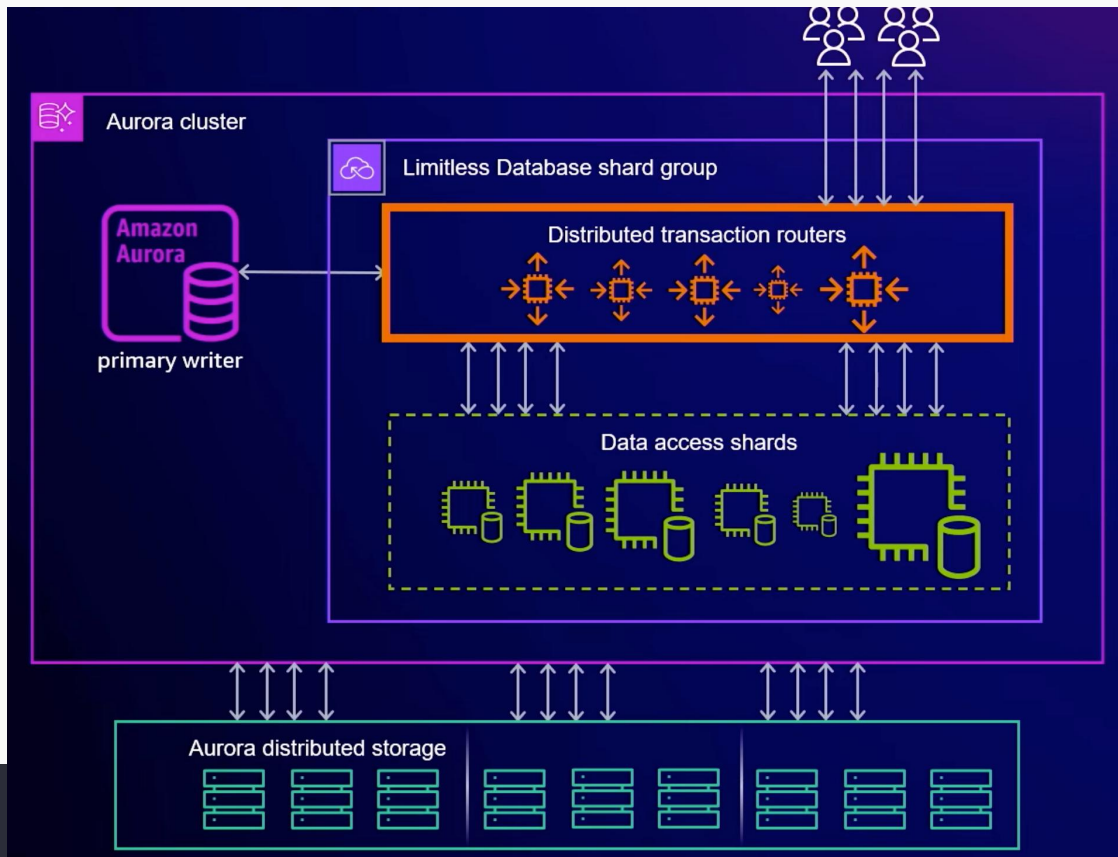 Aurora cluster
Limitless Database shard group
Amazon
Aurora
primary writer
Distributed transaction routers
Data access shards
Aurora distributed storage